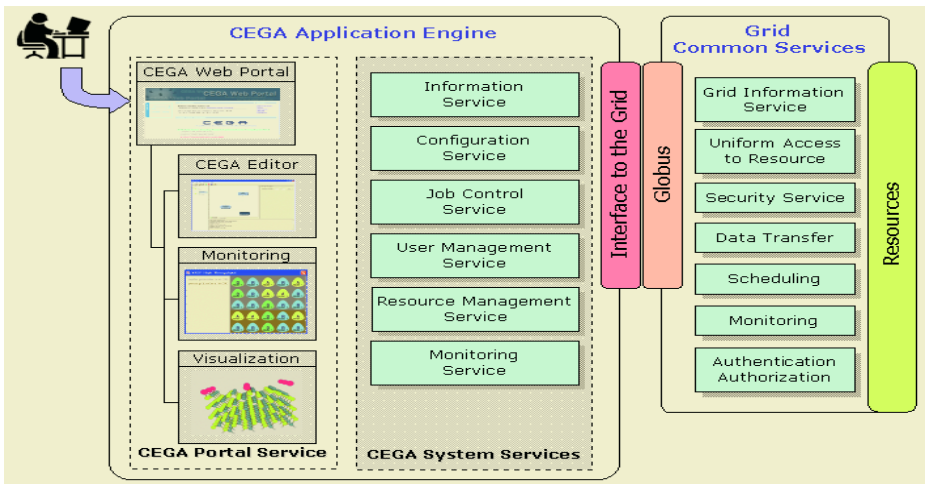 CEGA Application Engine
CEGA Web Portal
CEGA Web Portal
CEGA
CEGA Editor
Monitoring
Visualization
CEGA Portal Service
Information
Service
Configuration
Service
Job Control
Service
User Management
Service
Resource Management
Service
Monitoring
Service
CEGA System Services
Interface to the Grid
Globus
Grid
Common Services
Grid Information
Service
Uniform Access
to Resource
Security Service
Data Transfer
Scheduling
Monitoring
Authentication
Authorization
Resources